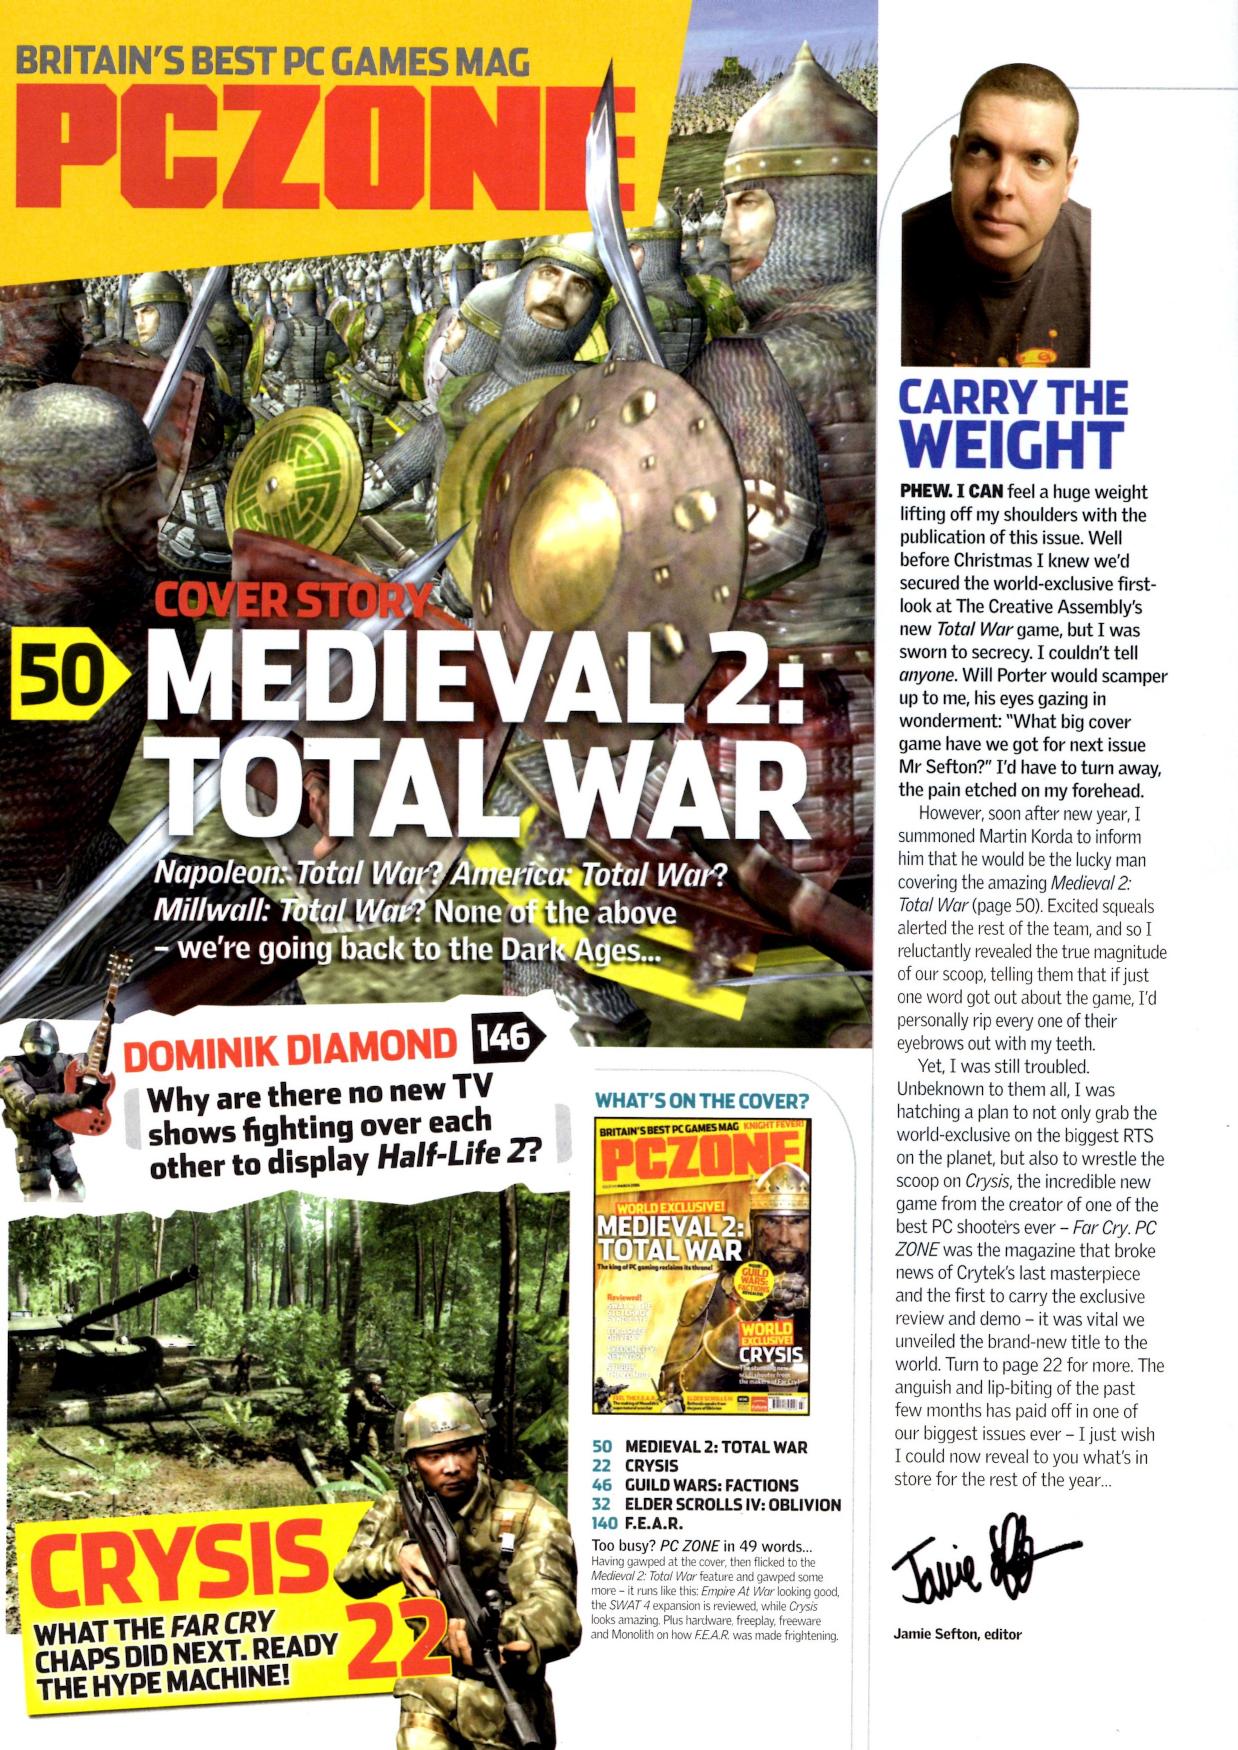 BRITAIN'S BEST PC GAMES MAG
PCZONE
COVER STORY
50
MEDIEVAL 2:
TOTAL WAR
Napoleon: Total War? America: Total War?
Millwall: Total War? None of the above
– we're going back to the Dark Ages...
DOMINIK DIAMOND 146
Why are there no new TV
shows fighting over each
other to display Half-Life 2?
CRYSIS
WHAT THE FAR CRY
CHAPS DID NEXT. READY
THE HYPE MACHINE!
22
WHAT'S ON THE COVER?
BRITAIN'S BEST PC GAMES MAG KNIGHT FEVER!
PCZONE
WORLD EXCLUSIVE!
MEDIEVAL 2:
TOTAL WAR
The king of PC gaming reclaims its throne!
GUILD
WARS:
FACTIONS
Reviewed!
WORLD
EXCLUSIVE!
CRYSIS
50 MEDIEVAL 2: TOTAL WAR
22 CRYSIS
46 GUILD WARS: FACTIONS
32 ELDER SCROLLS IV: OBLIVION
140 F.E.A.R.
Too busy? PC ZONE in 49 words...
Having gawped at the cover, then flicked to the
Medieval 2: Total War feature and gawped some
more – it runs like this: Empire At War looking good,
the SWAT 4 expansion is reviewed, while Crysis
looks amazing. Plus hardware, freeplay, freeware
and Monolith on how F.E.A.R. was made frightening.
CARRY THE
WEIGHT
PHEW. I CAN feel a huge weight
lifting off my shoulders with the
publication of this issue. Well
before Christmas I knew we'd
secured the world-exclusive first-
look at The Creative Assembly's
new Total War game, but I was
sworn to secrecy. I couldn't tell
anyone. Will Porter would scamper
up to me, his eyes gazing in
wonderment: "What big cover
game have we got for next issue
Mr Sefton?" I'd have to turn away,
the pain etched on my forehead.
However, soon after new year, I
summoned Martin Korda to inform
him that he would be the lucky man
covering the amazing Medieval 2:
Total War (page 50). Excited squeals
alerted the rest of the team, and so I
reluctantly revealed the true magnitude
of our scoop, telling them that if just
one word got out about the game, I'd
personally rip every one of their
eyebrows out with my teeth.
Yet, I was still troubled.
Unbeknown to them all, I was
hatching a plan to not only grab the
world-exclusive on the biggest RTS
on the planet, but also to wrestle the
scoop on Crysis, the incredible new
game from the creator of one of the
best PC shooters ever – Far Cry. PC
ZONE was the magazine that broke
news of Crytek's last masterpiece
and the first to carry the exclusive
review and demo – it was vital we
unveiled the brand-new title to the
world. Turn to page 22 for more. The
anguish and lip-biting of the past
few months has paid off in one of
our biggest issues ever – I just wish
I could now reveal to you what's in
store for the rest of the year...
Jamie Sefton, editor